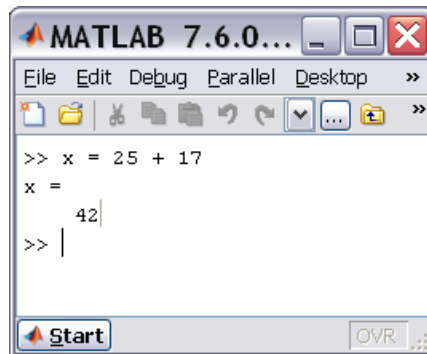 MATLAB 7.6.0...
File Edit Debug Parallel Desktop »
... »
>> x = 25 + 17
x =
42
>>
Start OVR